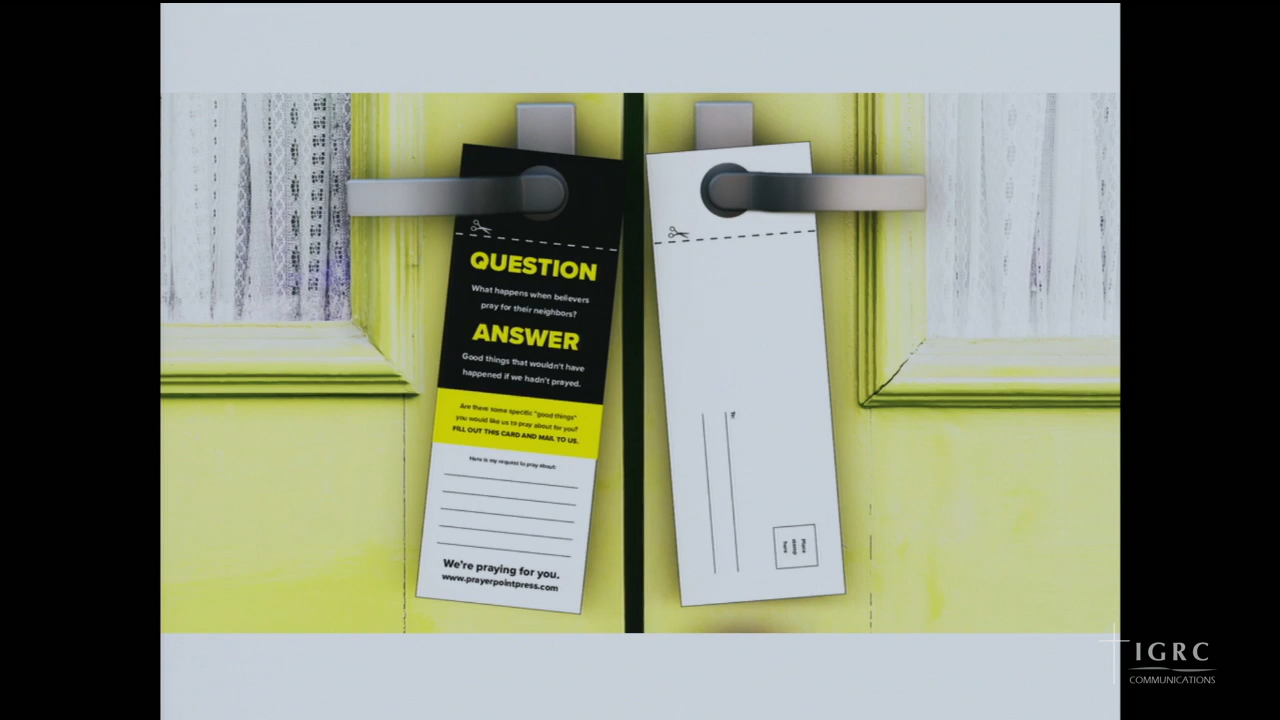 QUESTION
What happens when believers
pray for their neighbors?
ANSWER
Good things that wouldn't have
happened if we hadn't prayed.
Are there some specific "good things"
you would like us to pray about for you?
FILL OUT THIS CARD AND MAIL TO US.
Here is my request to pray about:
We're praying for you.
www.prayerpointpress.com
To:
Place
stamp
here
IGRC
COMMUNICATIONS